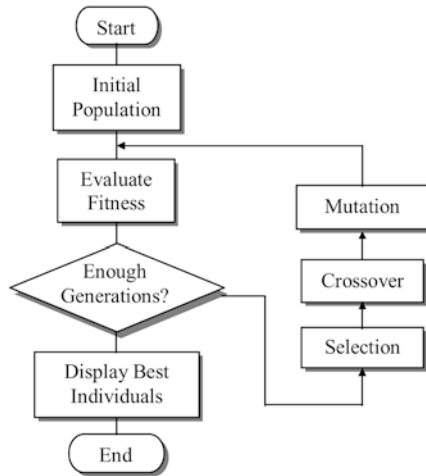 Start
Initial
Population
Evaluate
Fitness
Enough
Generations?
Display Best
Individuals
End
Mutation
Crossover
Selection